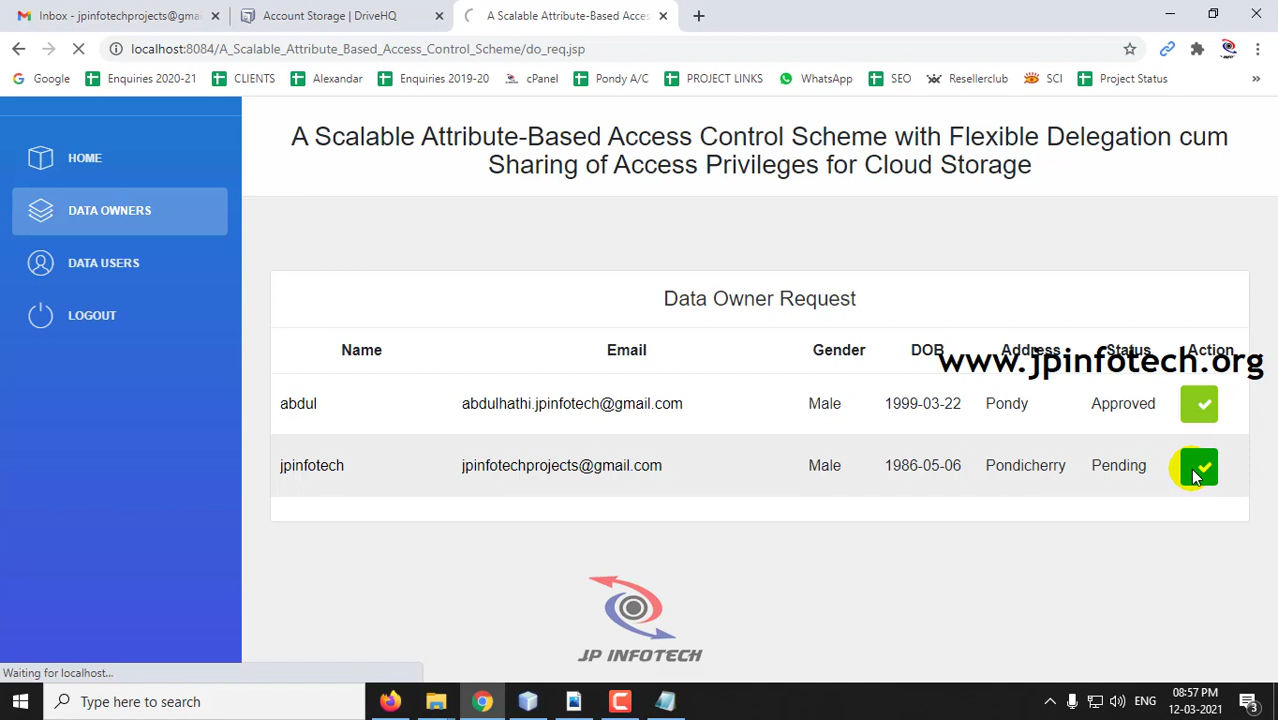 Inbox - jpinfotechprojects@gma
Account Storage | DriveHQ
A Scalable Attribute-Based Acces
localhost:8084/A_Scalable_Attribute_Based_Access_Control_Scheme/do_req.jsp
Google
Enquiries 2020-21
CLIENTS
Alexandar
Enquiries 2019-20
cPanel
Pondy A/C
PROJECT LINKS
WhatsApp
SEO
Resellerclub
SCI
Project Status
»
A Scalable Attribute-Based Access Control Scheme with Flexible Delegation cum
Sharing of Access Privileges for Cloud Storage
HOME
DATA OWNERS
DATA USERS
LOGOUT
Data Owner Request
Name Email Gender DOB Address Status Action
www.jpinfotech.org
abdul abdulhathi.jpinfotech@gmail.com Male 1999-03-22 Pondy Approved
jpinfotech jpinfotechprojects@gmail.com Male 1986-05-06 Pondicherry Pending
JP INFOTECH
Waiting for localhost...
Type here to search
ENG
08:57 PM
12-03-2021
3